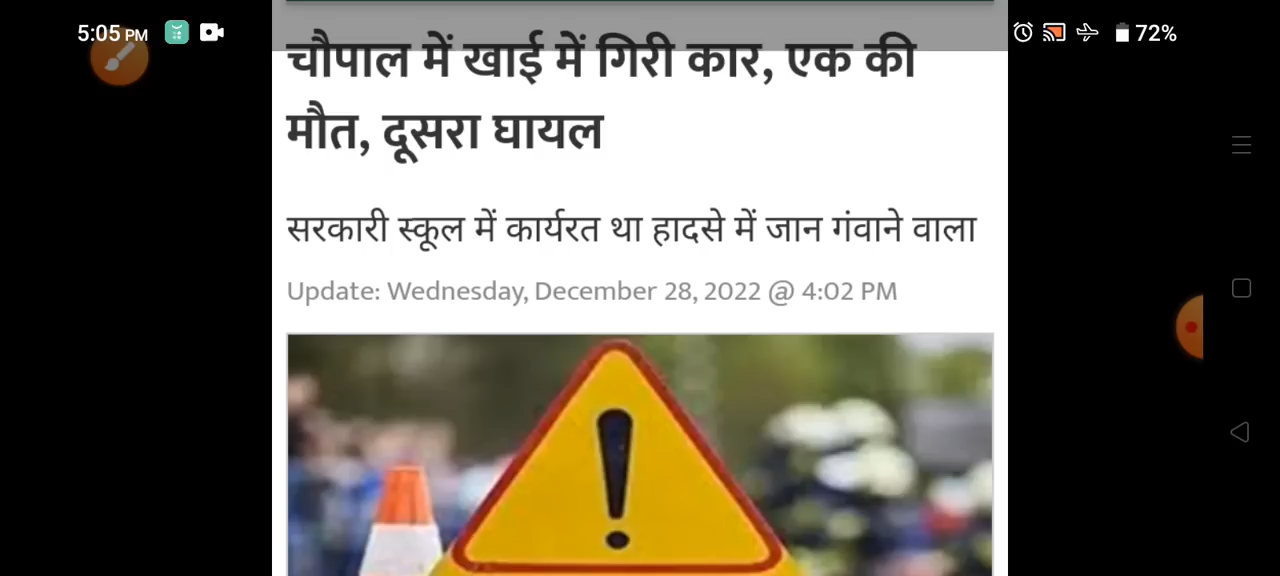 5:05 PM
72%
चौपाल में खाई में गिरी कार, एक की
मौत, दूसरा घायल
सरकारी स्कूल में कार्यरत था हादसे में जान गंवाने वाला
Update: Wednesday, December 28, 2022 @ 4:02 PM